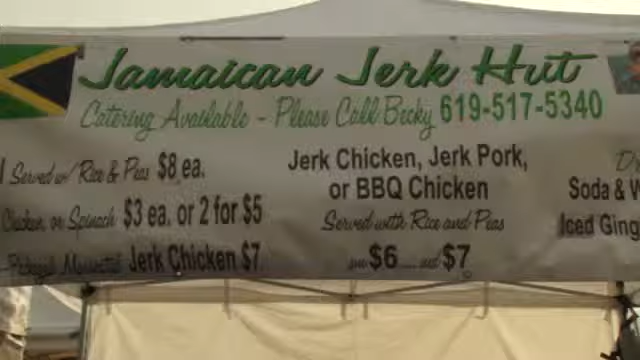 Jamaican Jerk Hut
Catering Available - Please Call Becky 619-517-5340
Served w/ Rice & Peas $8 ea.
Chicken or Spinach $3 ea. or 2 for $5
Jerk Chicken $7
Jerk Chicken, Jerk Pork,
or BBQ Chicken
Served with Rice and Peas
$6 $7
Soda & W
Iced Ging